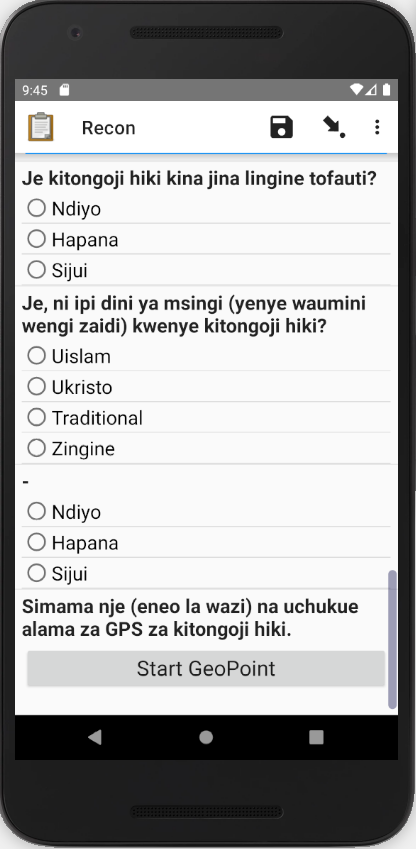 9:45
Recon
Je kitongoji hiki kina jina lingine tofauti?
Ndiyo
Hapana
Sijui
Je, ni ipi dini ya msingi (yenye waumini
wengi zaidi) kwenye kitongoji hiki?
Uislam
Ukristo
Traditional
Zingine
-
Ndiyo
Hapana
Sijui
Simama nje (eneo la wazi) na uchukue
alama za GPS za kitongoji hiki.
Start GeoPoint